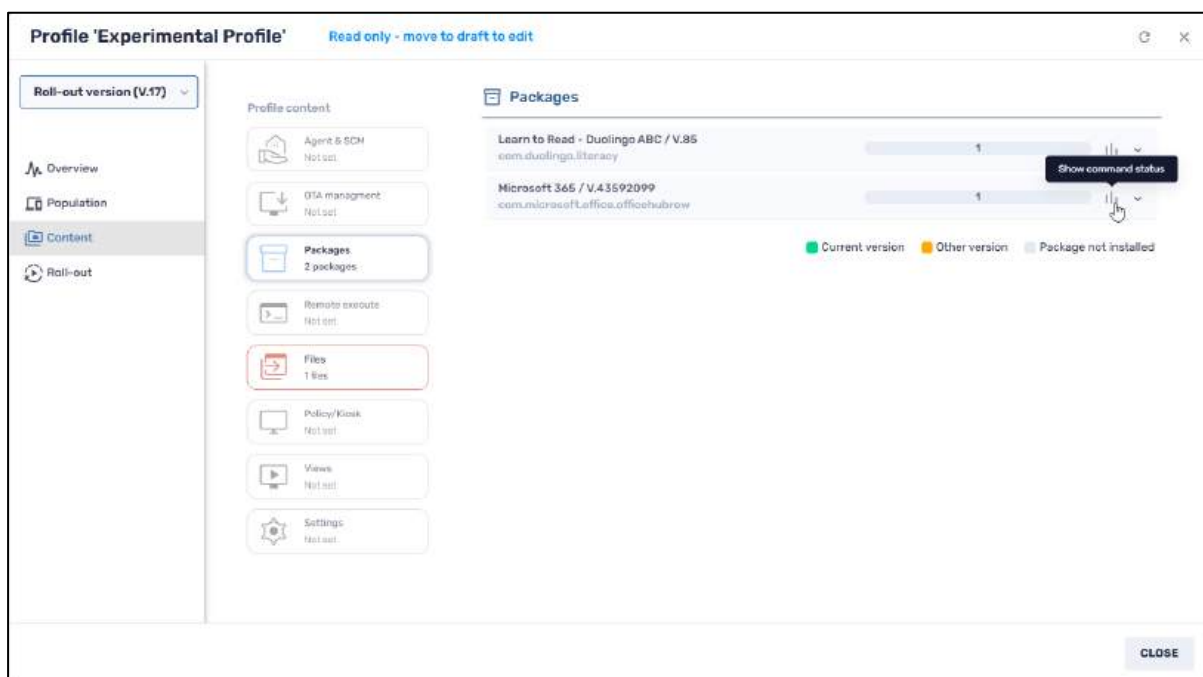 Profile 'Experimental Profile'
Read only - move to draft to edit
Roll-out version (V.17)
Overview
Population
Content
Roll-out
Profile content
Agent & SCM
Not set
OTA managment
Not set
Packages
2 packages
Remote execute
Not set
Files
1 files
Policy/Kiosk
Not set
Views
Not set
Settings
Not set
Packages
Learn to Read - Duolingo ABC / V.85
com.duolingo.literacy
1
Show command status
Microsoft 365 / V.43592099
com.microsoft.office.officehubrow
1
Current version
Other version
Package not installed
CLOSE